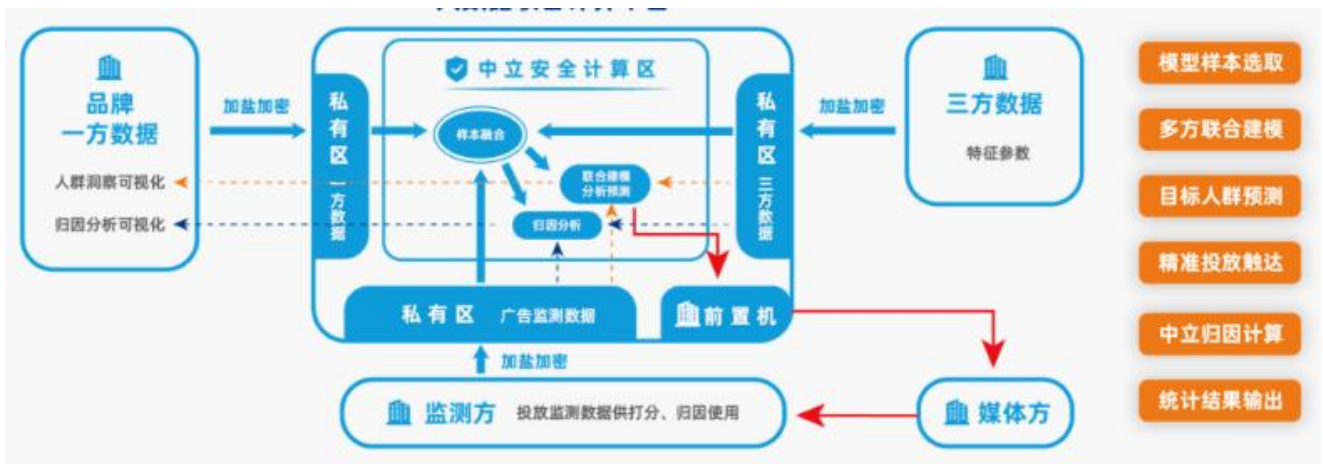 中立安全计算区
品牌
一方数据
人群洞察可视化
归因分析可视化
加盐加密
私有区 一方数据
样本融合
联合建模
分析预测
归因分析
私有区 三方数据
加盐加密
三方数据
特征参数
私有区 广告监测数据
前置机
加盐加密
监测方 投放监测数据供打分、归因使用
媒体方
模型样本选取
多方联合建模
目标人群预测
精准投放触达
中立归因计算
统计结果输出